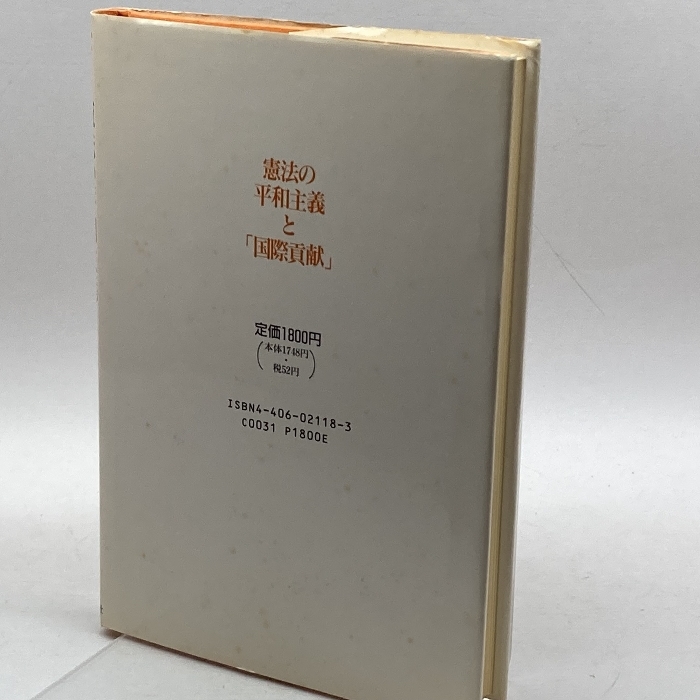 憲法の
平和主義
と
「国際貢献」
定価1800円
(本体1748円
・
税52円)
ISBN4-406-02118-3
C0031 P1800E